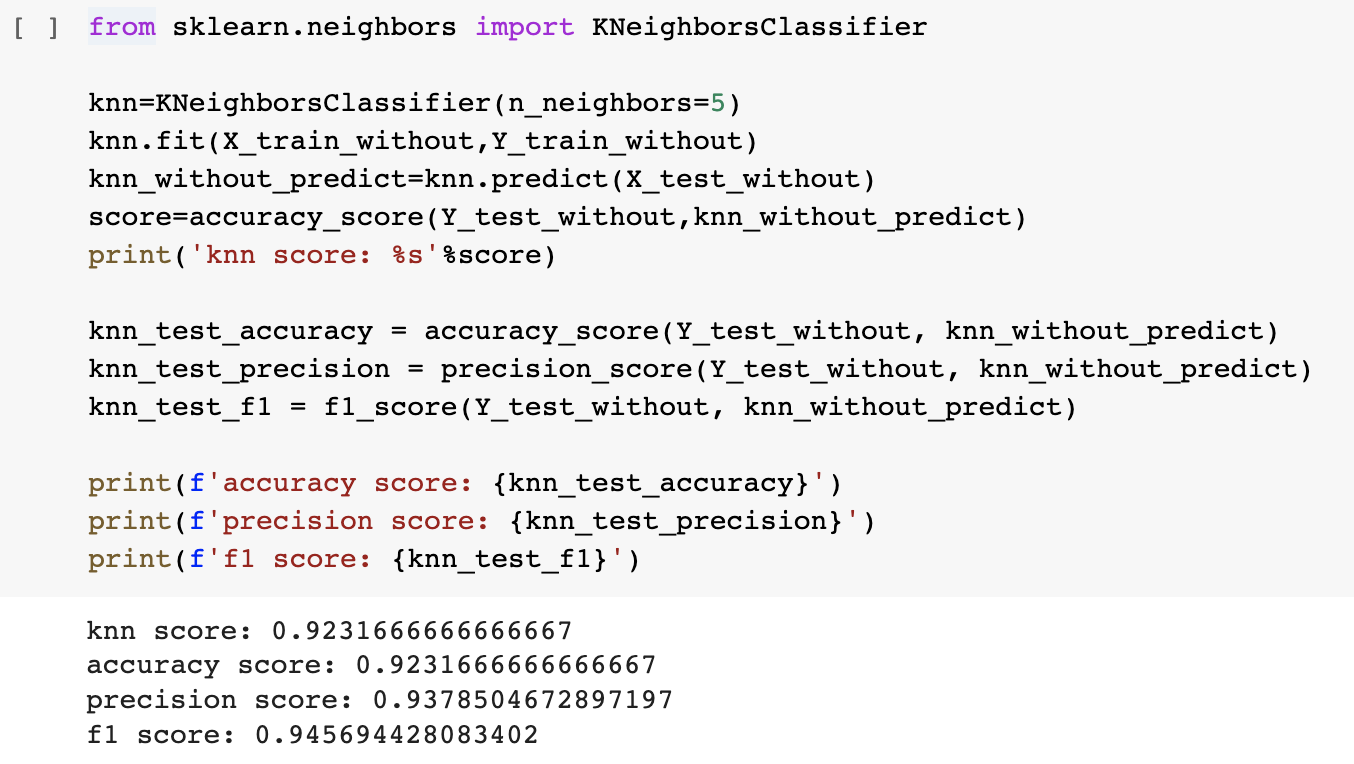 [ ] from sklearn.neighbors import KNeighborsClassifier
knn=KNeighborsClassifier(n_neighbors=5)
knn.fit(X_train_without,Y_train_without)
knn_without_predict=knn.predict(X_test_without)
score=accuracy_score(Y_test_without,knn_without_predict)
print('knn score: %s'%score)
knn_test_accuracy = accuracy_score(Y_test_without, knn_without_predict)
knn_test_precision = precision_score(Y_test_without, knn_without_predict)
knn_test_f1 = f1_score(Y_test_without, knn_without_predict)
print(f'accuracy score: {knn_test_accuracy}')
print(f'precision score: {knn_test_precision}')
print(f'f1 score: {knn_test_f1}')
knn score: 0.9231666666666667
accuracy score: 0.9231666666666667
precision score: 0.9378504672897197
f1 score: 0.945694428083402